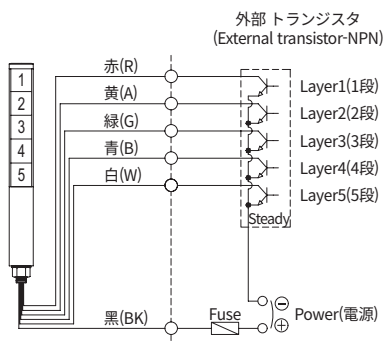 外部 トランジスタ
(External transistor-NPN)
赤(R)
黄(A)
緑(G)
青(B)
白(W)
1
2
3
4
5
Layer1(1段)
Layer2(2段)
Layer3(3段)
Layer4(4段)
Layer5(5段)
Steady
黑(BK)
Fuse
Power(電源)
⊖
⊕